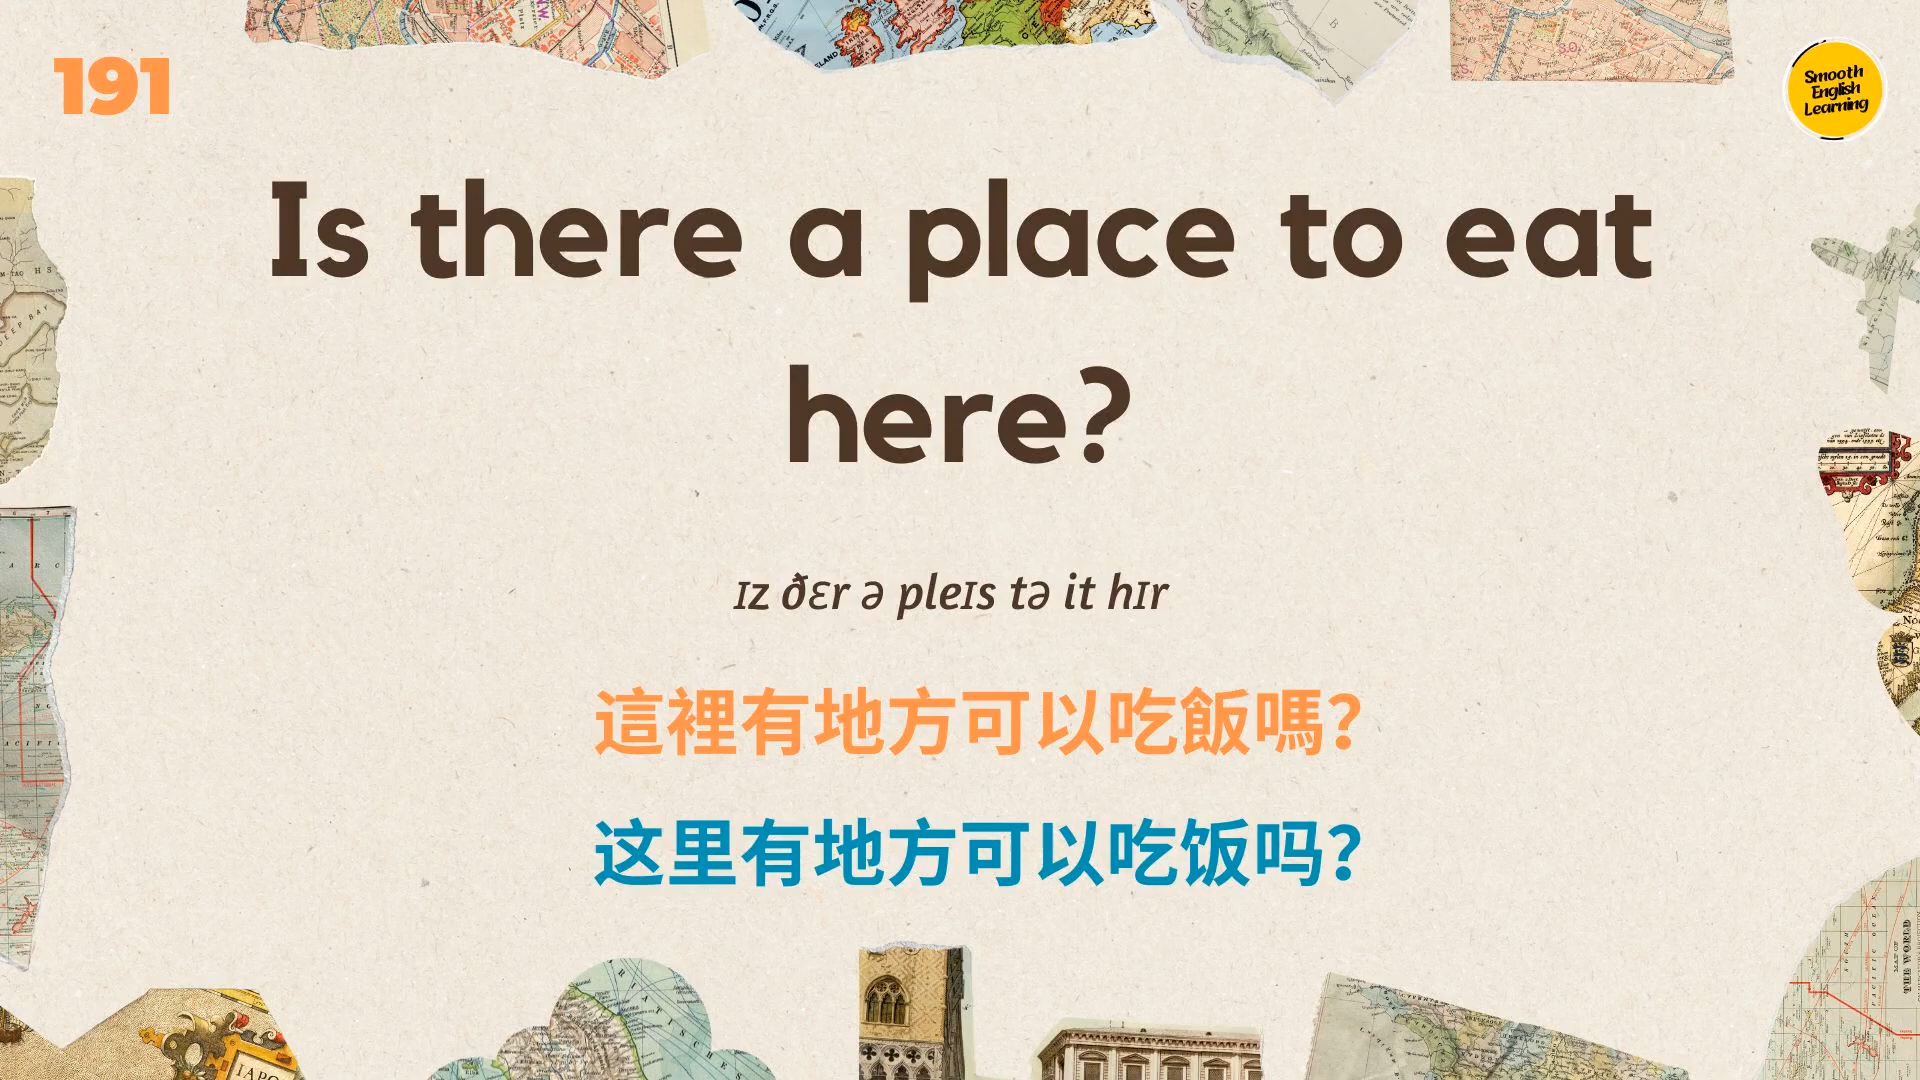 191
Smooth
English
Learning
Is there a place to eat
here?
ɪz ðɛr ə pleɪs tə it hɪr
這裡有地方可以吃飯嗎？
这里有地方可以吃饭吗？